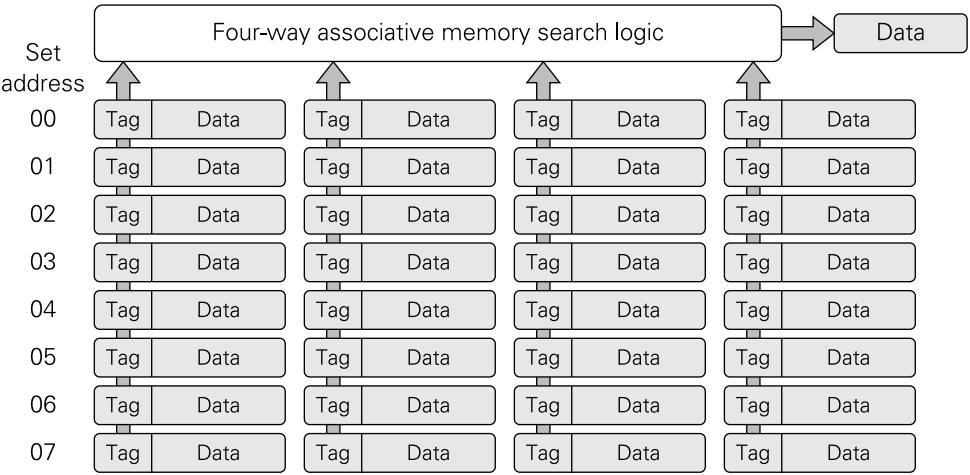 Four-way associative memory search logic Data
Set
address
00 Tag Data Tag Data Tag Data Tag Data
01 Tag Data Tag Data Tag Data Tag Data
02 Tag Data Tag Data Tag Data Tag Data
03 Tag Data Tag Data Tag Data Tag Data
04 Tag Data Tag Data Tag Data Tag Data
05 Tag Data Tag Data Tag Data Tag Data
06 Tag Data Tag Data Tag Data Tag Data
07 Tag Data Tag Data Tag Data Tag Data